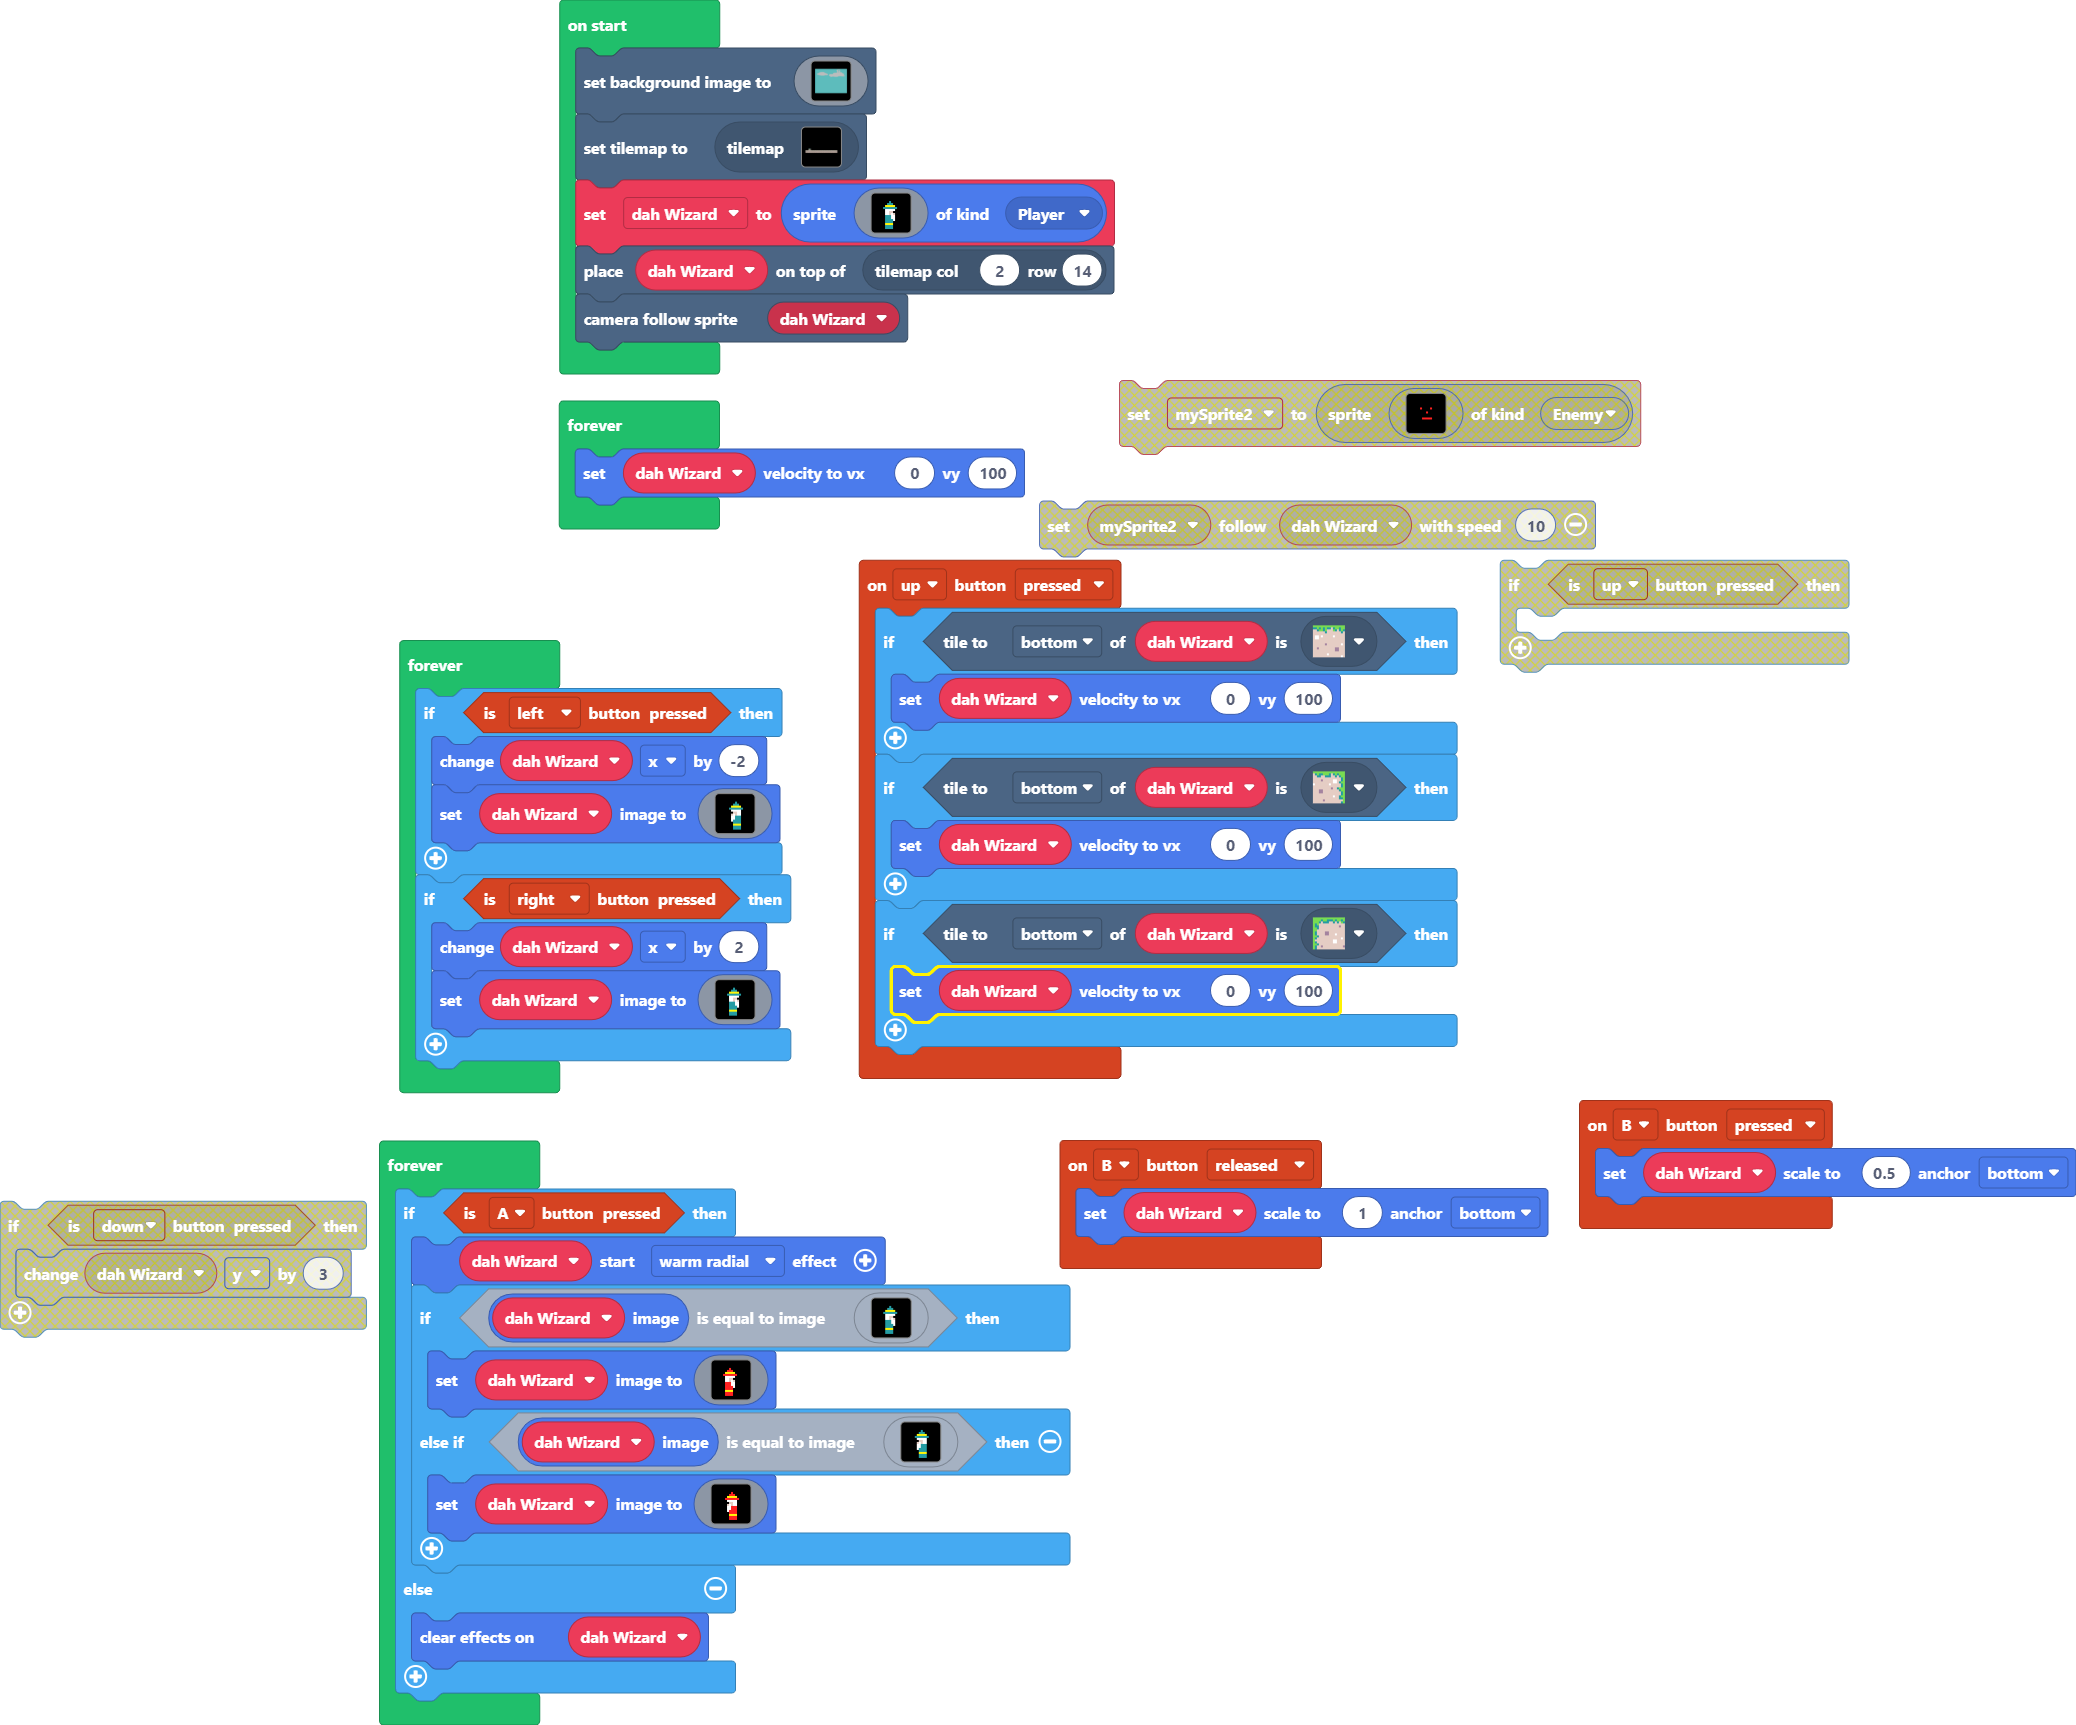 on start
set background image to
set tilemap to tilemap
set dah Wizard to sprite of kind Player
place dah Wizard on top of tilemap col 2 row 14
camera follow sprite dah Wizard
forever
set dah Wizard velocity to vx 0 vy 100
set mySprite2 to sprite of kind Enemy
set mySprite2 follow dah Wizard with speed 10
on up button pressed
if tile to bottom of dah Wizard is then
set dah Wizard velocity to vx 0 vy 100
if tile to bottom of dah Wizard is then
set dah Wizard velocity to vx 0 vy 100
if tile to bottom of dah Wizard is then
set dah Wizard velocity to vx 0 vy 100
if is up button pressed then
forever
if is left button pressed then
change dah Wizard x by -2
set dah Wizard image to
if is right button pressed then
change dah Wizard x by 2
set dah Wizard image to
on B button pressed
set dah Wizard scale to 0.5 anchor bottom
on B button released
set dah Wizard scale to 1 anchor bottom
if is down button pressed then
change dah Wizard y by 3
forever
if is A button pressed then
dah Wizard start warm radial effect
if dah Wizard image is equal to image then
set dah Wizard image to
else if dah Wizard image is equal to image then
set dah Wizard image to
else
clear effects on dah Wizard